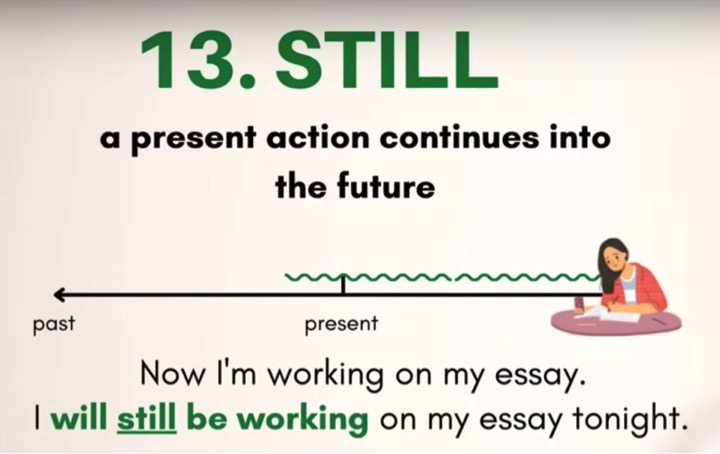 13. STILL
a present action continues into
the future
past
present
Now I'm working on my essay.
I will still be working on my essay tonight.